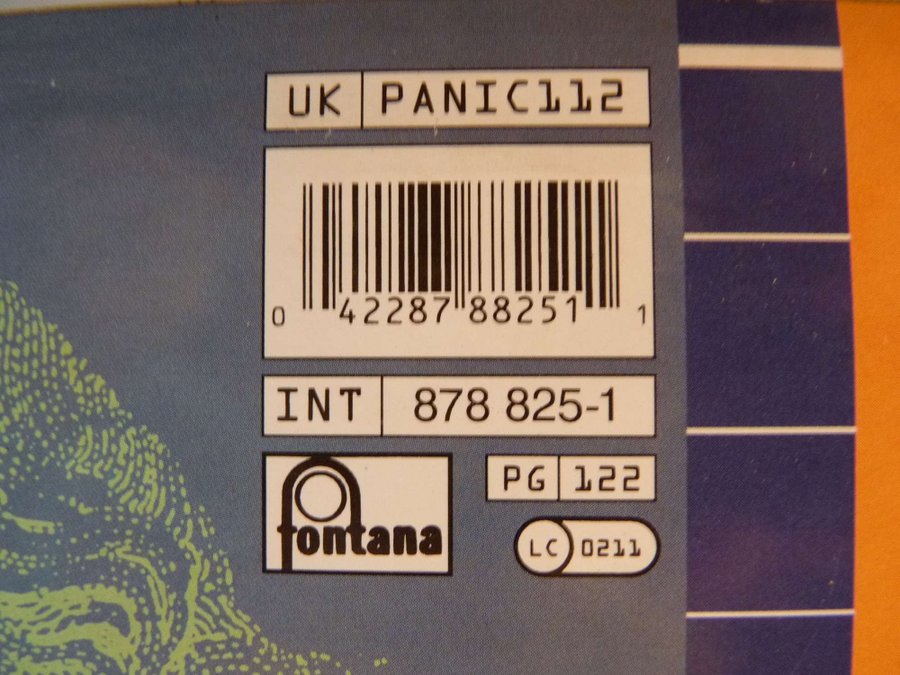 UK PANIC112
0 42287 88251 1
INT 878 825-1
fontana
PG 122
LC 0211